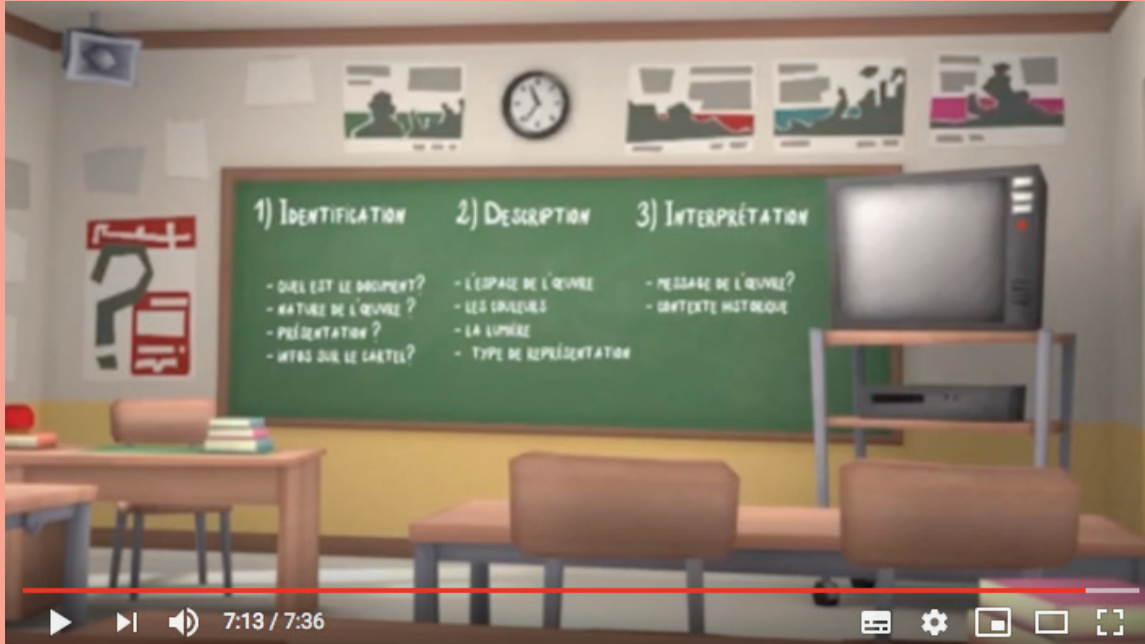 1) IDENTIFICATION
- QUEL EST LE DOCUMENT?
- NATURE DE L'ŒUVRE ?
- PRÉSENTATION ?
- INFOS SUR LE CARTEL?
2) DESCRIPTION
- L'ESPACE DE L'ŒUVRE
- LES COULEURS
- LA LUMIÈRE
- TYPE DE REPRÉSENTATION
3) INTERPRÉTATION
- MESSAGE DE L'ŒUVRE?
- CONTEXTE HISTORIQUE
7:13 / 7:36